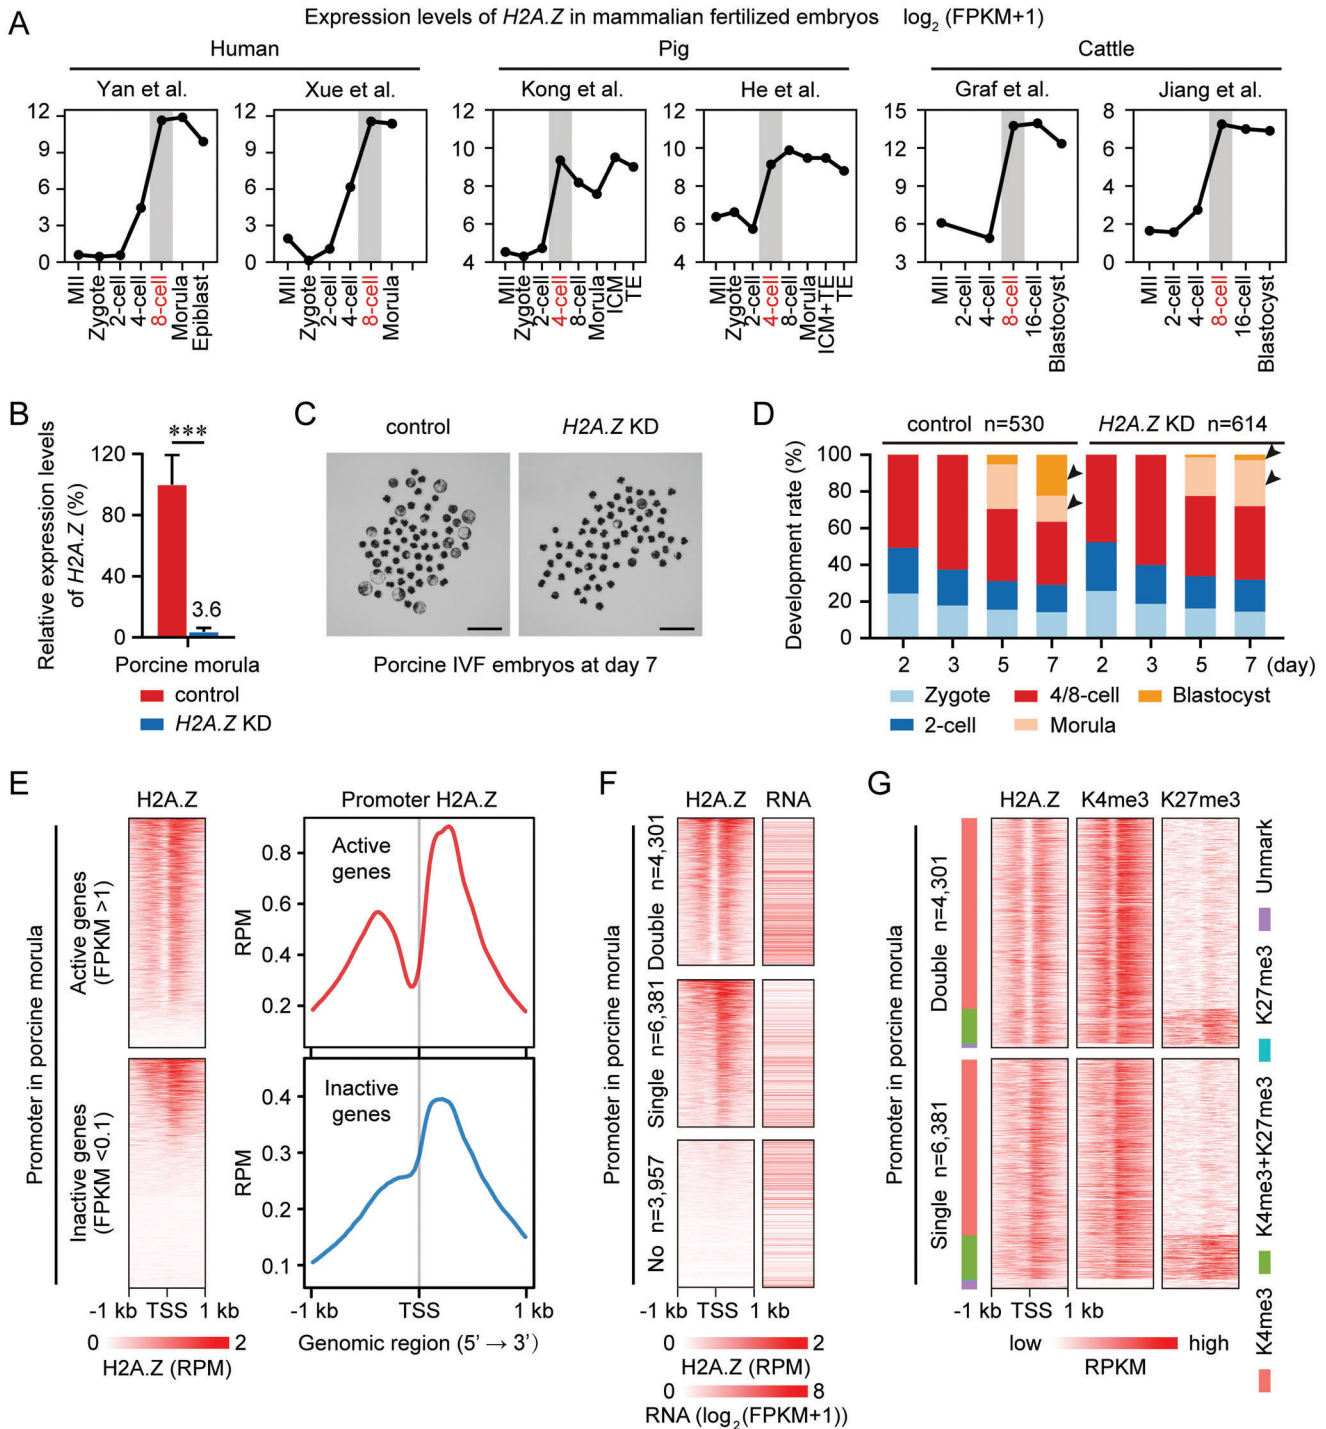 A
Expression levels of H2A.Z in mammalian fertilized embryos log2 (FPKM+1)
Human
Pig
Cattle
Yan et al.
Xue et al.
Kong et al.
He et al.
Graf et al.
Jiang et al.
12
9
6
3
0
MII
Zygote
2-cell
4-cell
8-cell
Morula
Epiblast
12
9
6
3
0
MII
Zygote
2-cell
4-cell
8-cell
Morula
12
10
8
6
4
MII
Zygote
2-cell
4-cell
8-cell
Morula
ICM
TE
12
10
8
6
4
MII
Zygote
2-cell
4-cell
8-cell
Morula
ICM+TE
TE
15
12
9
6
3
MII
2-cell
4-cell
8-cell
16-cell
Blastocyst
8
6
4
2
0
MII
2-cell
4-cell
8-cell
16-cell
Blastocyst
B
Relative expression levels
of H2A.Z (%)
120
80
40
0
***
3.6
Porcine morula
control
H2A.Z KD
C
control
H2A.Z KD
Porcine IVF embryos at day 7
D
control n=530
H2A.Z KD n=614
Development rate (%)
100
80
60
40
20
0
2 3 5 7 2 3 5 7 (day)
Zygote
4/8-cell
Blastocyst
2-cell
Morula
E
H2A.Z
Promoter H2A.Z
Promoter in porcine morula
Active genes
(FPKM >1)
Inactive genes
(FPKM <0.1)
Active
genes
RPM
0.8
0.6
0.4
0.2
Inactive
genes
RPM
0.4
0.3
0.2
0.1
-1 kb TSS 1 kb
-1 kb TSS 1 kb
Genomic region (5' → 3')
0 2
H2A.Z (RPM)
F
H2A.Z RNA
Promoter in porcine morula
Double n=4,301
Single n=6,381
No n=3,957
-1 kb TSS 1 kb
0 2
H2A.Z (RPM)
0 8
RNA (log2(FPKM+1))
G
H2A.Z K4me3 K27me3
Promoter in porcine morula
Double n=4,301
Single n=6,381
-1 kb TSS 1 kb
low high
RPKM
K4me3
K4me3+K27me3
K27me3
Unmark